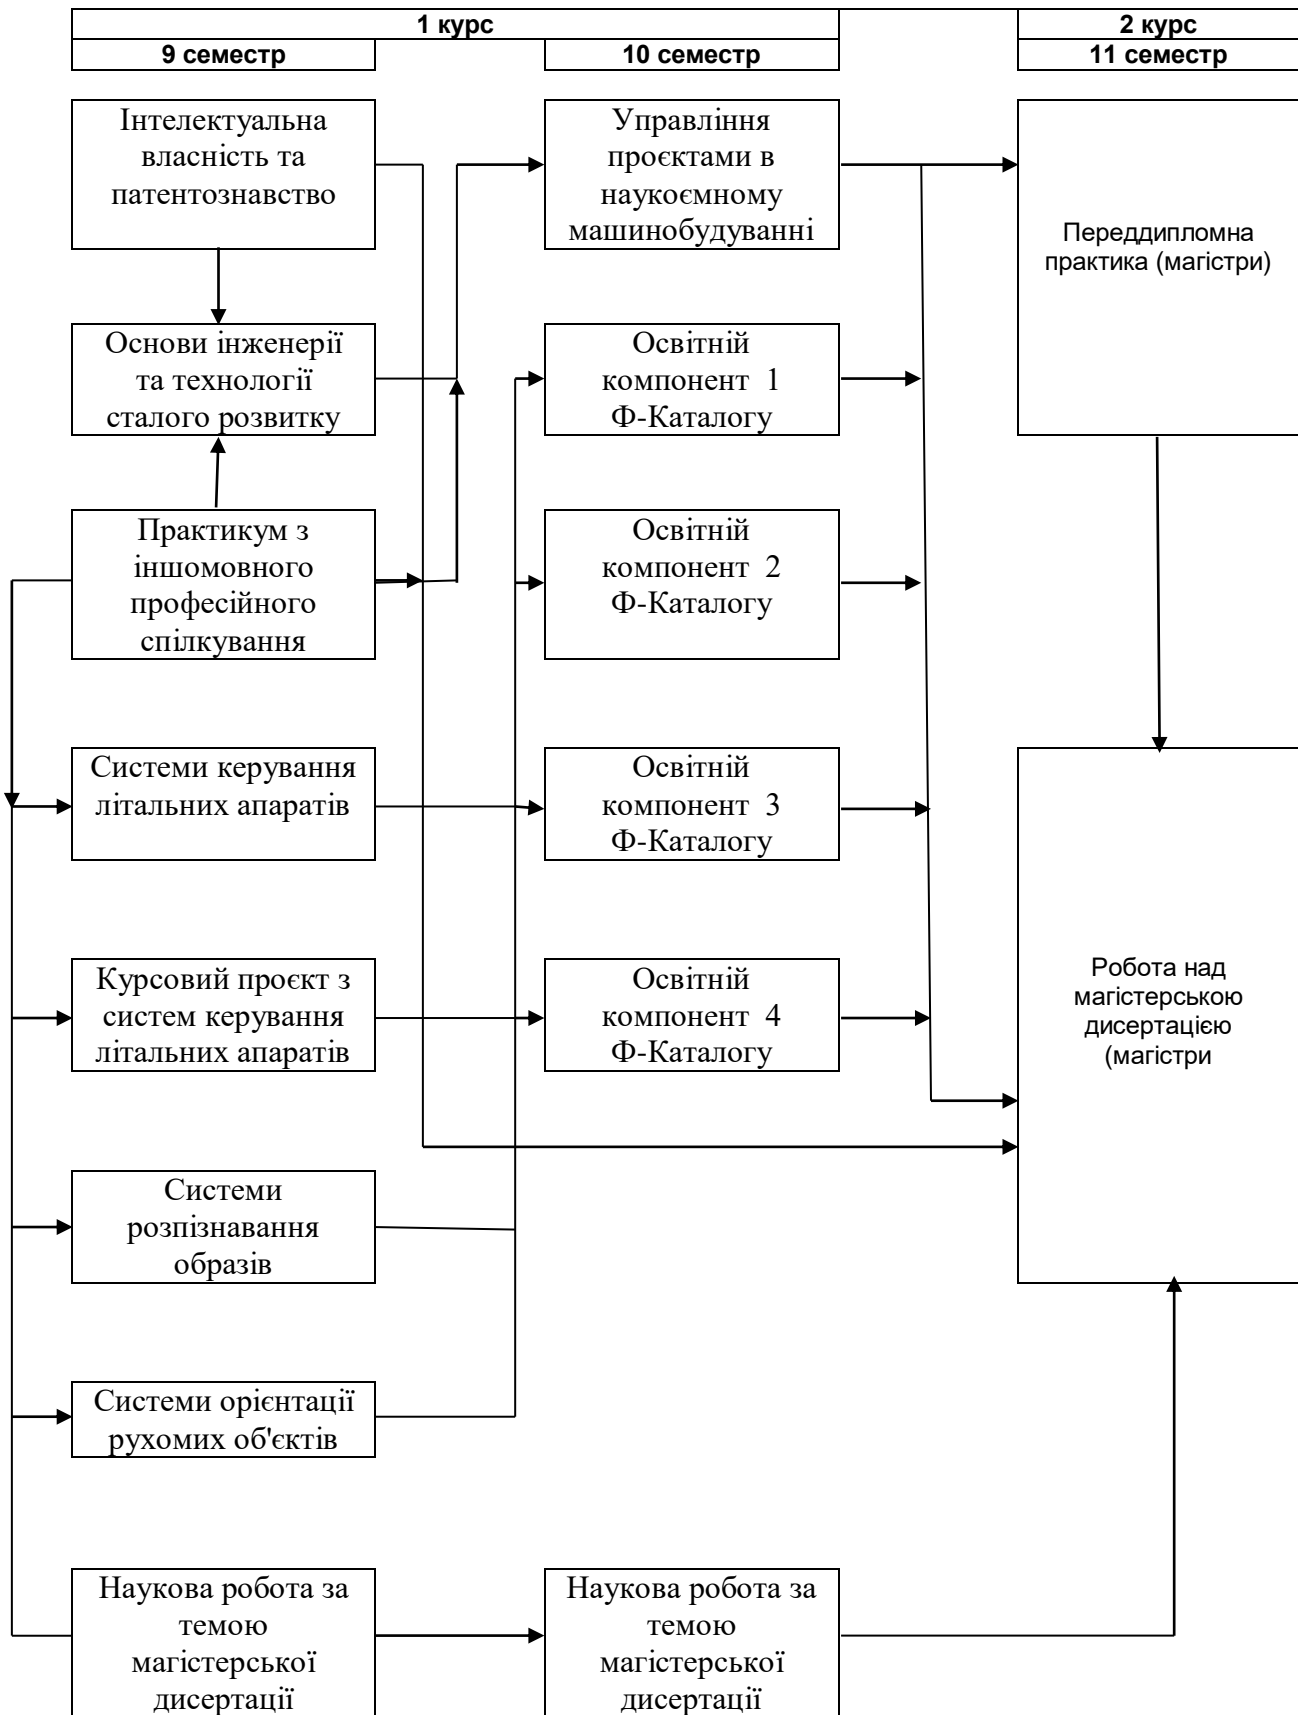 1 курс
2 курс
9 семестр
10 семестр
11 семестр
Інтелектуальна
власність та
патентознавство
Управління
проєктами в
наукоємному
машинобудуванні
Переддипломна
практика (магістри)
Основи інженерії
та технології
сталого розвитку
Освітній
компонент 1
Ф-Каталогу
Практикум з
іншомовного
професійного
спілкування
Освітній
компонент 2
Ф-Каталогу
Системи керування
літальних апаратів
Освітній
компонент 3
Ф-Каталогу
Робота над
магістерською
дисертацією
(магістри
Курсовий проєкт з
систем керування
літальних апаратів
Освітній
компонент 4
Ф-Каталогу
Системи
розпізнавання
образів
Системи орієнтації
рухомих об'єктів
Наукова робота за
темою
магістерської
дисертації
Наукова робота за
темою
магістерської
дисертації